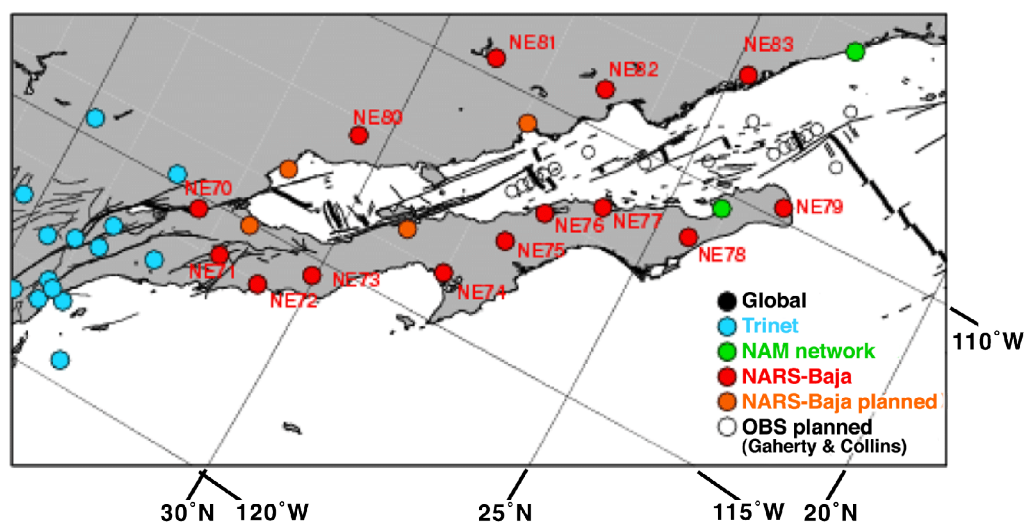 NE81
NE83
NE82
NE80
NE70
NE79
NE76
NE77
NE75
NE78
NE71
NE73
NE74
NE72
Global
Trinet
NAM network
NARS-Baja
NARS-Baja planned
OBS planned
(Gaherty & Collins)
110°W
30°N 120°W 25°N 115°W 20°N